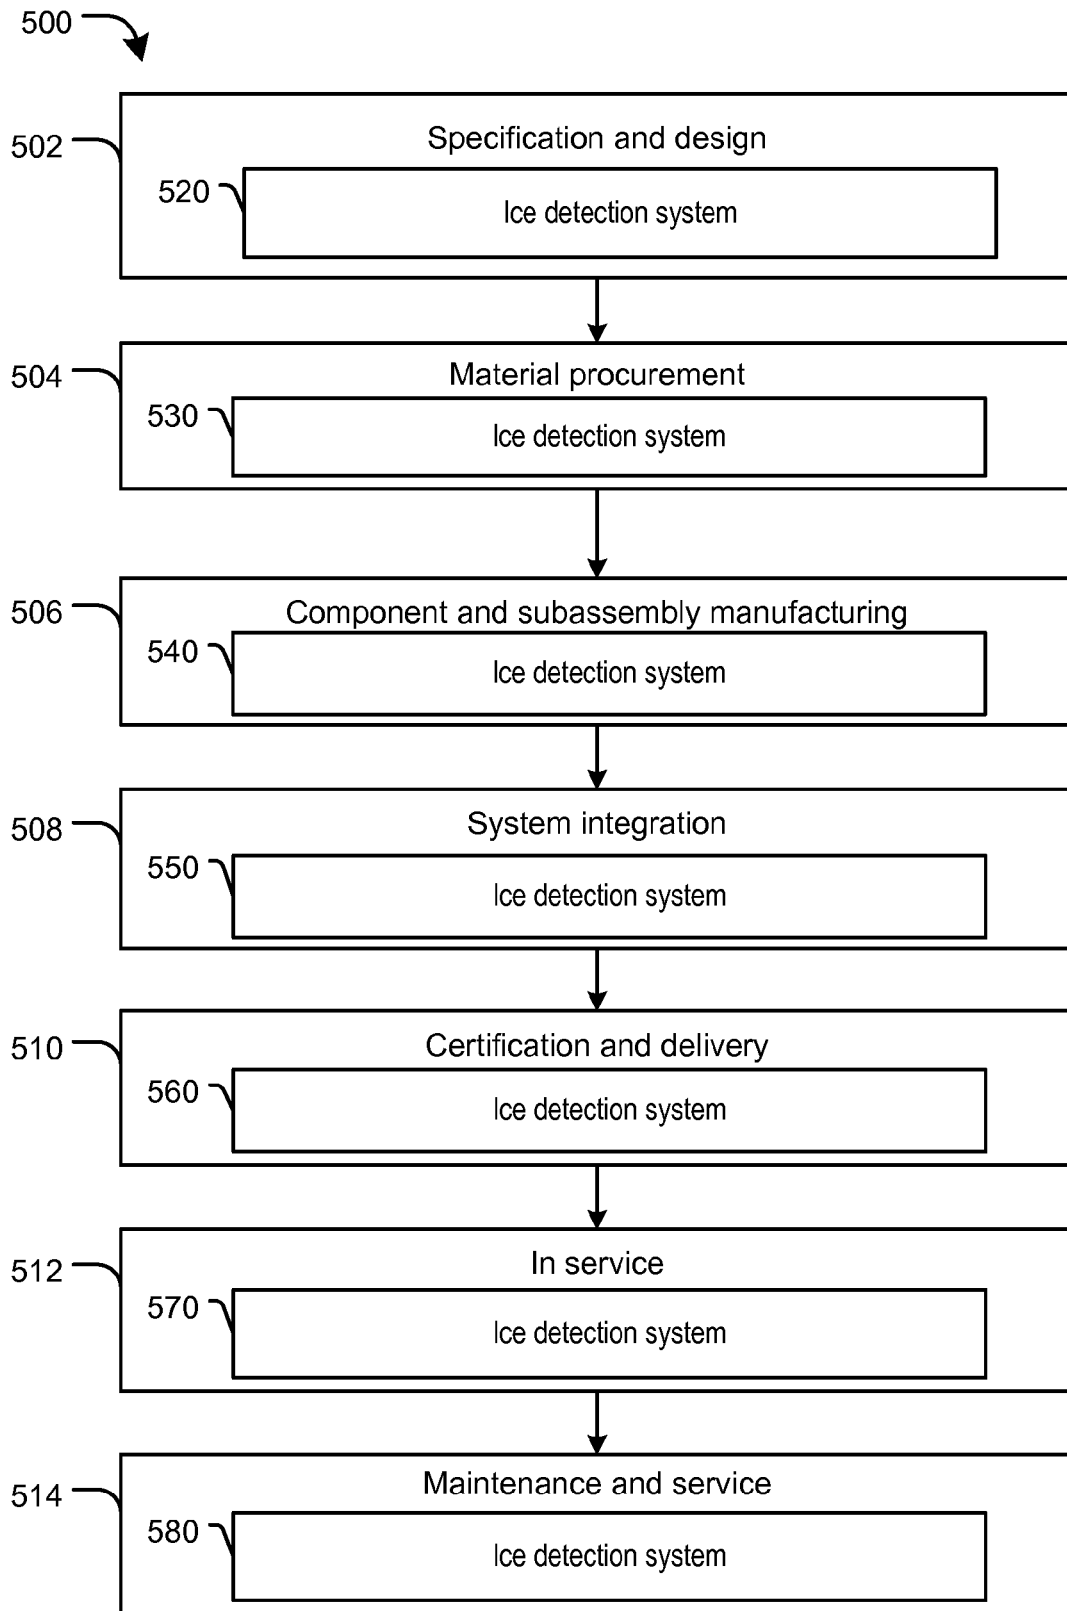 500
502
Specification and design
520
Ice detection system
504
Material procurement
530
Ice detection system
506
Component and subassembly manufacturing
540
Ice detection system
508
System integration
550
Ice detection system
510
Certification and delivery
560
Ice detection system
512
In service
570
Ice detection system
514
Maintenance and service
580
Ice detection system